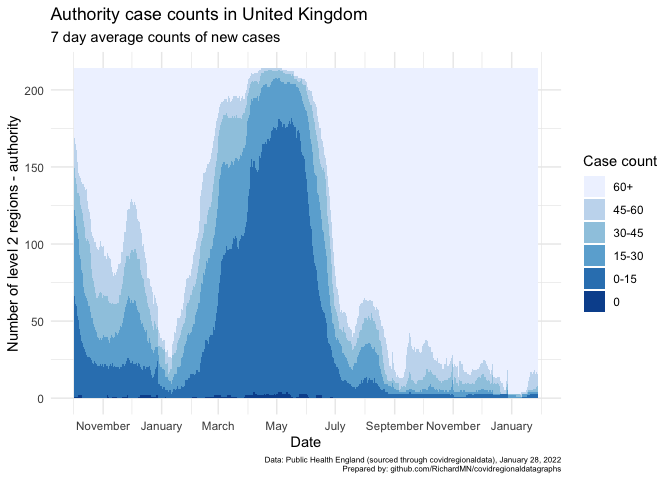 Authority case counts in United Kingdom
7 day average counts of new cases
Number of level 2 regions - authority
200
150
100
50
0
November January March May July September November January
Date
Case count
60+
45-60
30-45
15-30
0-15
0
Data: Public Health England (sourced through covidregionaldata), January 28, 2022
Prepared by: github.com/RichardMN/covidregionaldatagraphs